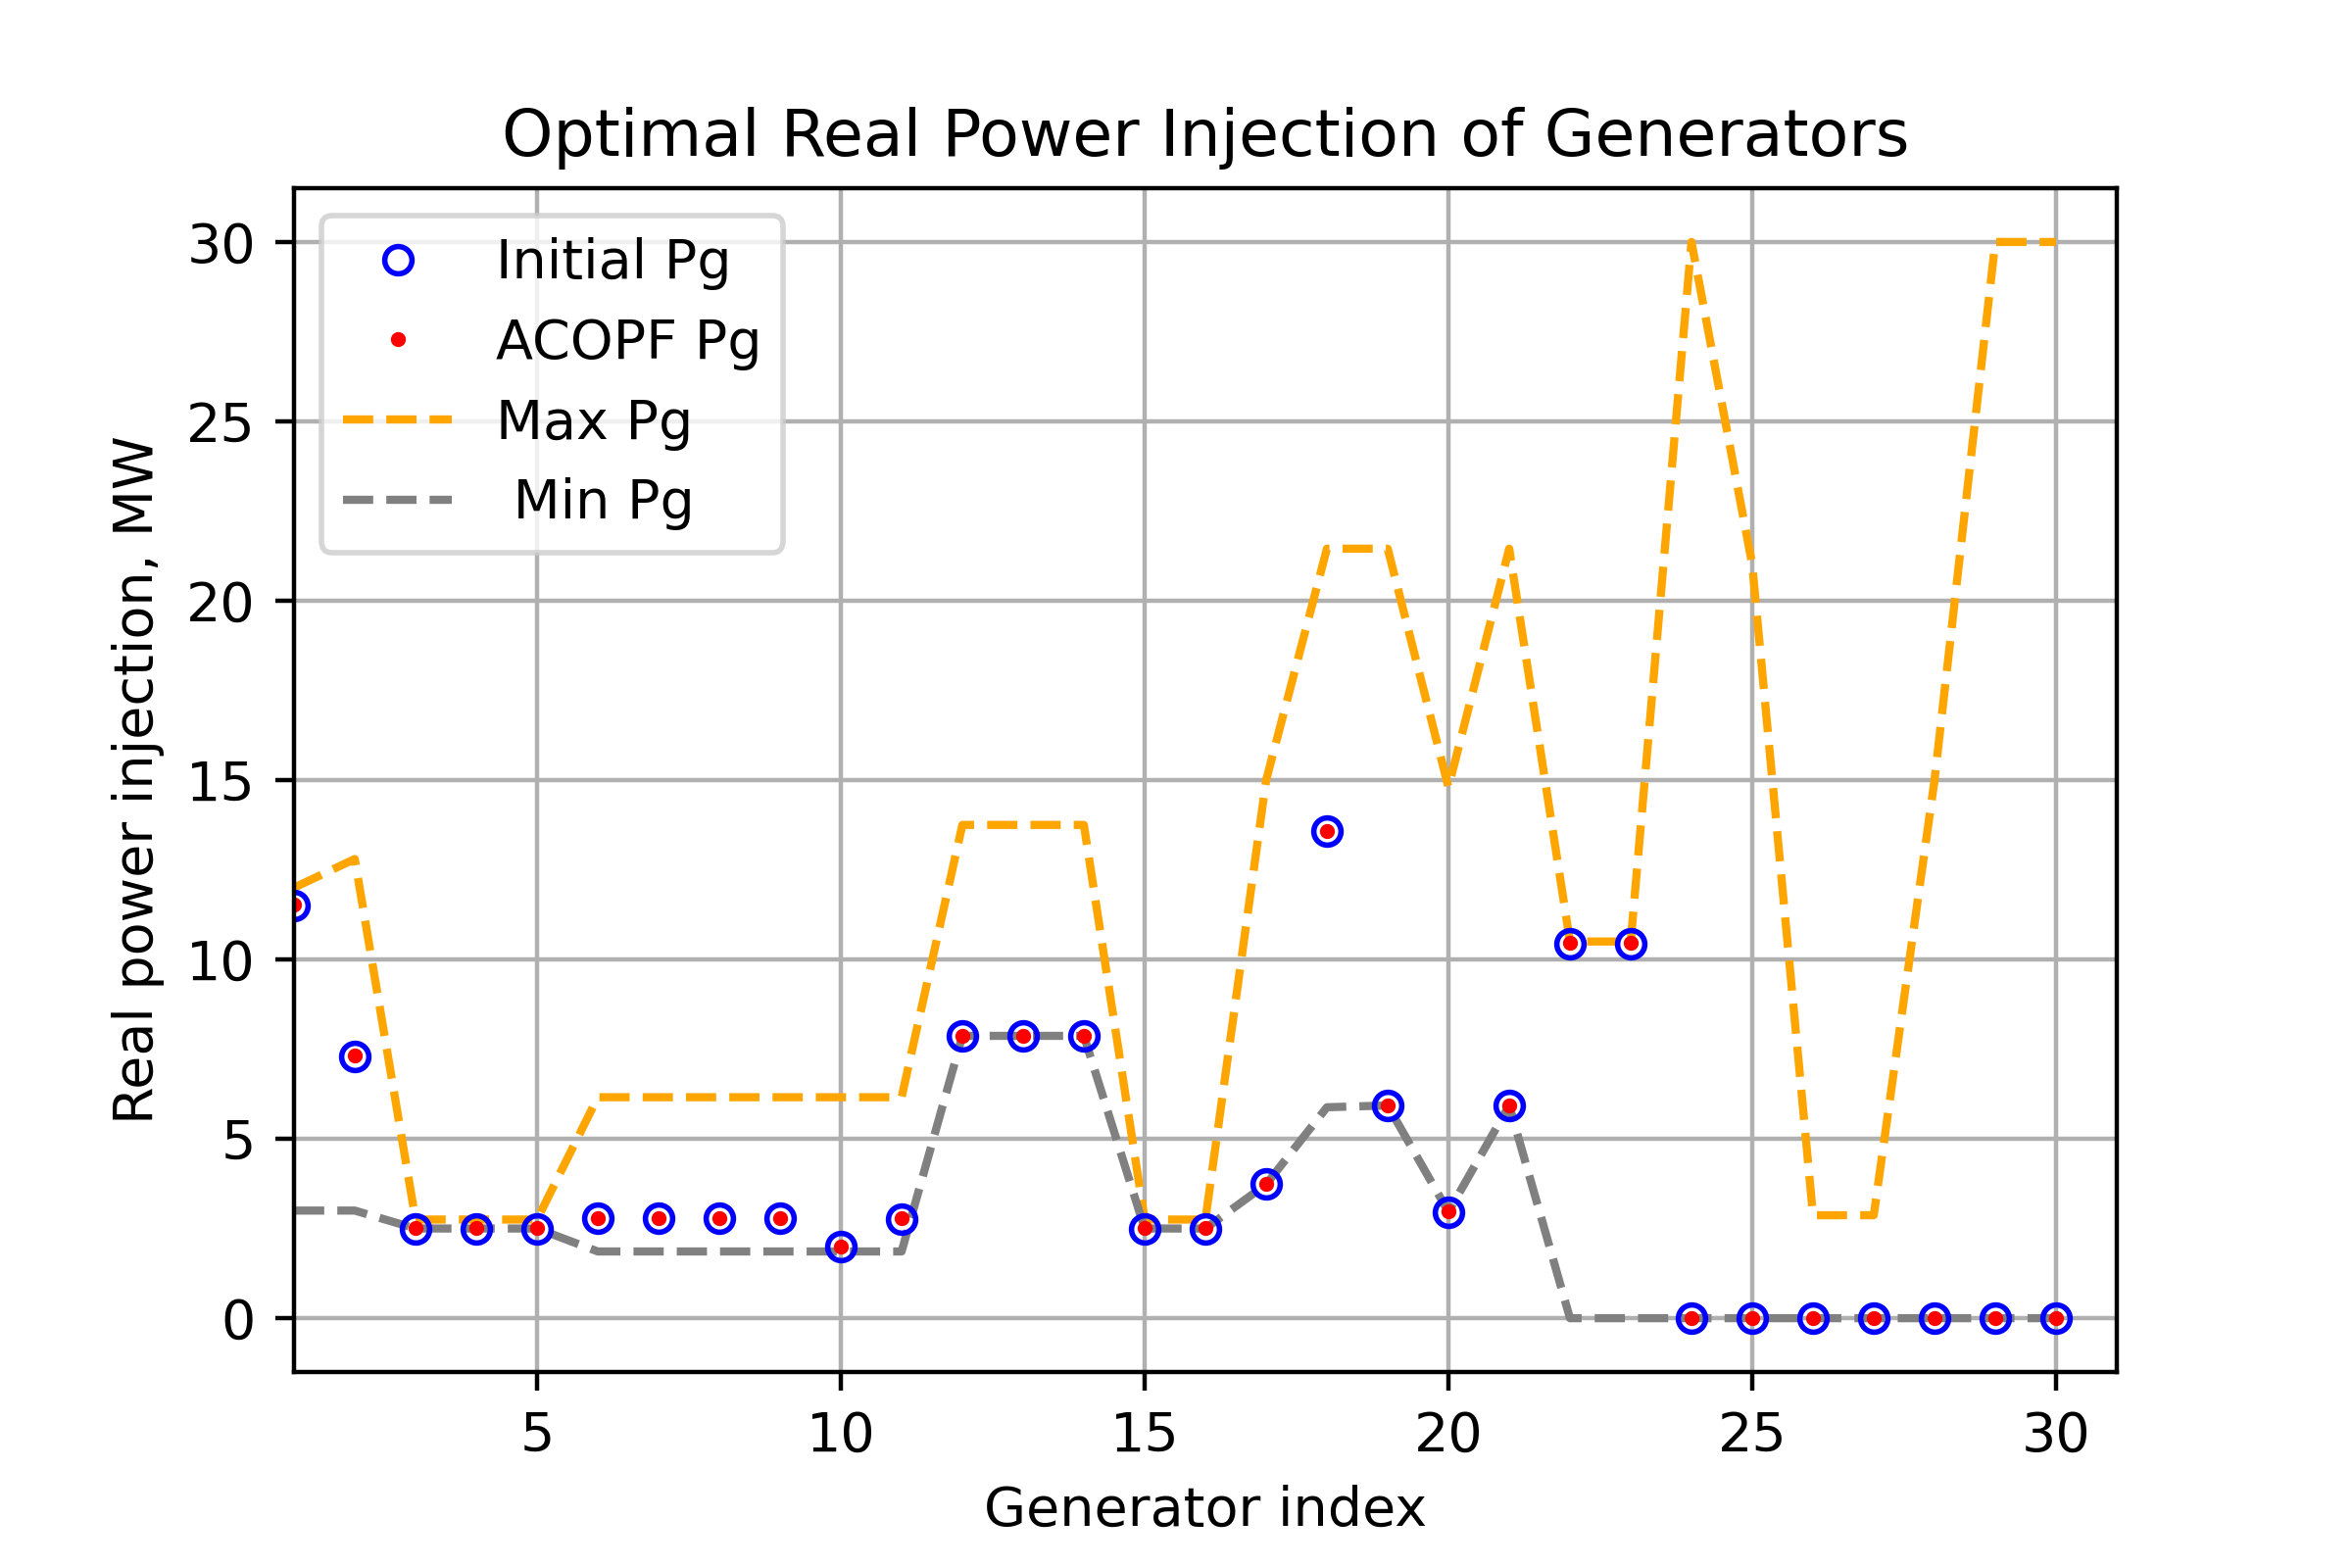 Optimal Real Power Injection of Generators
Real power injection, MW
30
25
20
15
10
5
0
Initial Pg
ACOPF Pg
Max Pg
Min Pg
5 10 15 20 25 30
Generator index